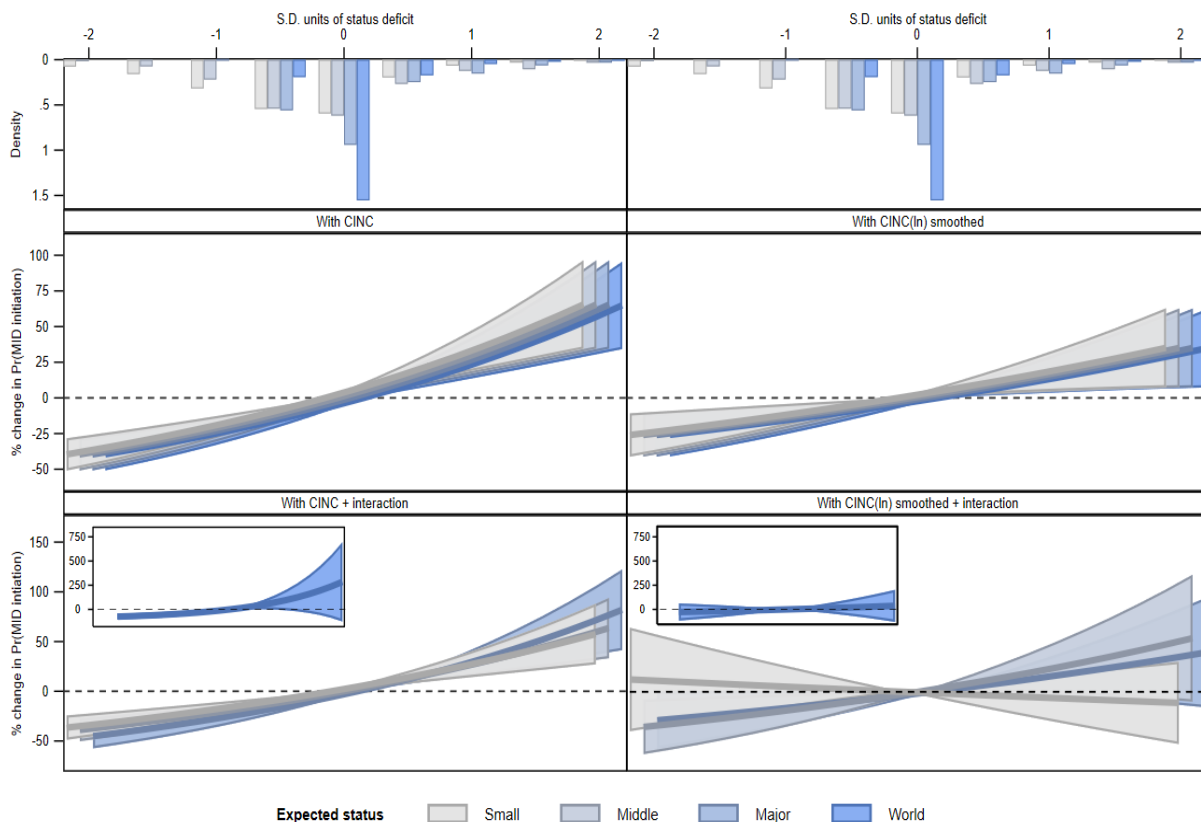 S.D. units of status deficit
S.D. units of status deficit
-2 -1 0 1 2
-2 -1 0 1 2
Density
0
.5
1
1.5
With CINC
With CINC(ln) smoothed
% change in Pr(MID initiation)
100
75
50
25
0
-25
-50
With CINC + interaction
With CINC(ln) smoothed + interaction
% change in Pr(MID intiation)
150
100
50
0
-50
750
500
250
0
750
500
250
0
Expected status Small Middle Major World